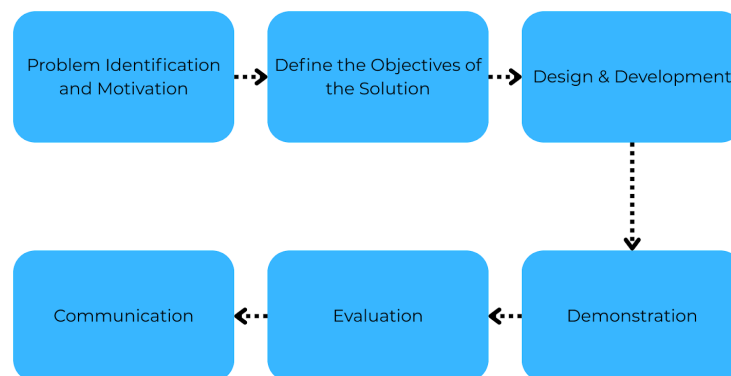 Problem Identification
and Motivation
Define the Objectives of
the Solution
Design & Development
Demonstration
Evaluation
Communication